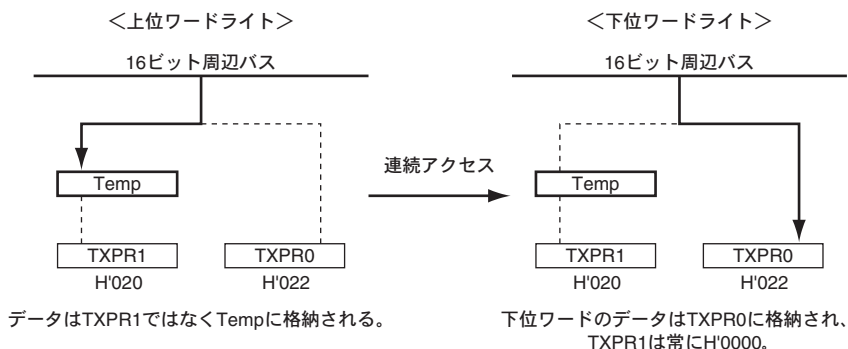 ＜上位ワードライト＞
16ビット周辺バス
Temp
TXPR1
TXPR0
H'020
H'022
データはTXPR1ではなくTempに格納される。
連続アクセス
＜下位ワードライト＞
16ビット周辺バス
Temp
TXPR1
TXPR0
H'020
H'022
下位ワードのデータはTXPR0に格納され、
TXPR1は常にH'0000。